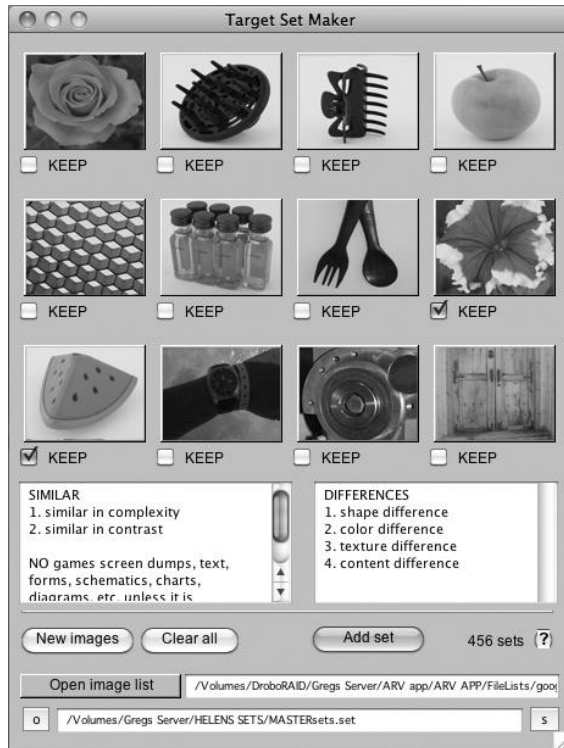 Target Set Maker
KEEP KEEP KEEP KEEP
KEEP KEEP KEEP KEEP
KEEP KEEP KEEP KEEP
SIMILAR
1. similar in complexity
2. similar in contrast
NO games screen dumps, text,
forms, schematics, charts,
diagrams, etc. unless it is
DIFFERENCES
1. shape difference
2. color difference
3. texture difference
4. content difference
New images Clear all Add set 456 sets ?
Open image list /Volumes/DroboRAID/Gregs Server/ARV app/ARV APP/FileLists/goog
o /Volumes/Gregs Server/HELENS SETS/MASTERsets.set s